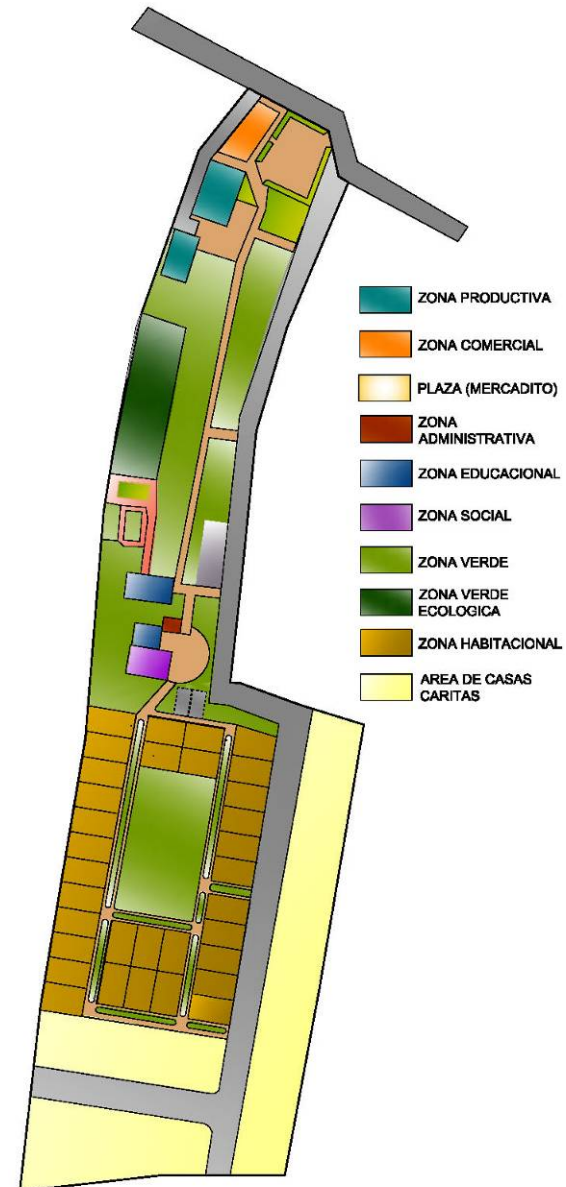 ZONA PRODUCTIVA
ZONA COMERCIAL
PLAZA (MERCADITO)
ZONA
ADMINISTRATIVA
ZONA EDUCACIONAL
ZONA SOCIAL
ZONA VERDE
ZONA VERDE
ECOLOGICA
ZONA HABITACIONAL
AREA DE CASAS
CARITAS